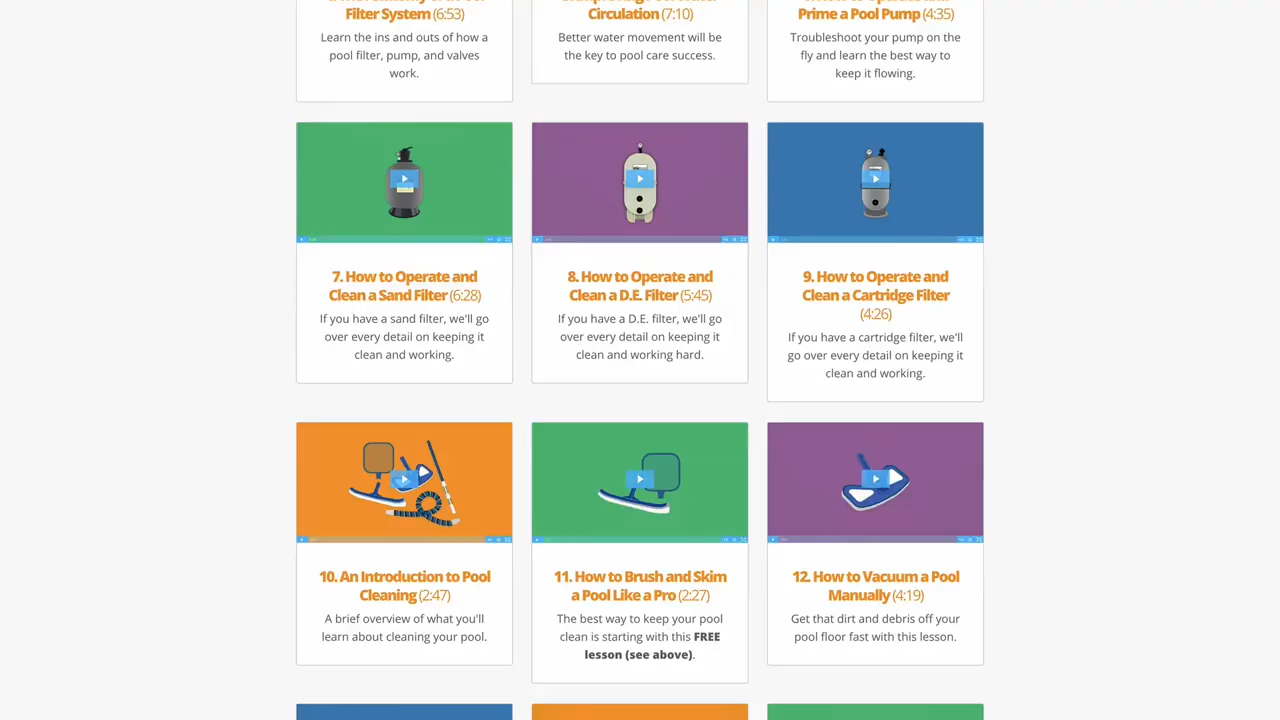 Filter System (6:53)
Learn the ins and outs of how a
pool filter, pump, and valves
work.
Circulation (7:10)
Better water movement will be
the key to pool care success.
Prime a Pool Pump (4:35)
Troubleshoot your pump on the
fly and learn the best way to
keep it flowing.
7. How to Operate and
Clean a Sand Filter (6:28)
If you have a sand filter, we'll go
over every detail on keeping it
clean and working.
8. How to Operate and
Clean a D.E. Filter (5:45)
If you have a D.E. filter, we'll go
over every detail on keeping it
clean and working hard.
9. How to Operate and
Clean a Cartridge Filter
(4:26)
If you have a cartridge filter, we'll
go over every detail on keeping it
clean and working.
10. An Introduction to Pool
Cleaning (2:47)
A brief overview of what you'll
learn about cleaning your pool.
11. How to Brush and Skim
a Pool Like a Pro (2:27)
The best way to keep your pool
clean is starting with this FREE
lesson (see above).
12. How to Vacuum a Pool
Manually (4:19)
Get that dirt and debris off your
pool floor fast with this lesson.